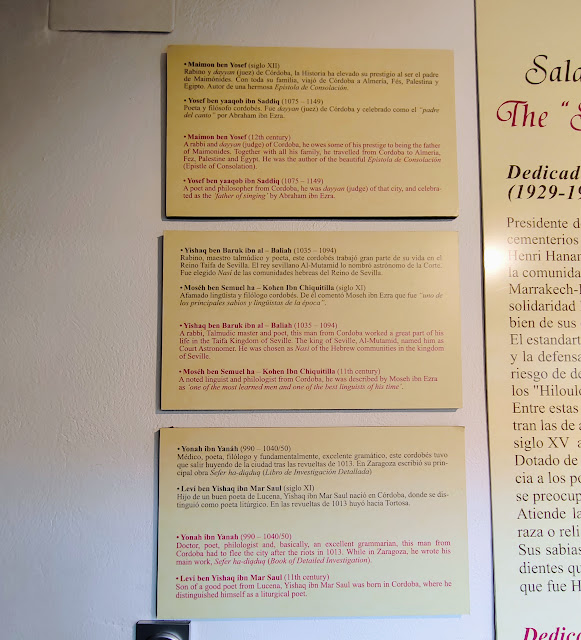 • Maimon ben Yosef (siglo XII)
Rabino y dayyan (juez) de Córdoba, la Historia ha elevado su prestigio al ser el padre
de Maimónides. Con toda su familia, viajó de Córdoba a Almería, Fés, Palestina y
Egipto. Autor de una hermosa Epístola de Consolación.
• Yosef ben yaaqob ibn Saddiq (1075 – 1149)
Poeta y filósofo cordobés. Fue dayyan (juez) de Córdoba y celebrado como el "padre
del canto" por Abraham ibn Ezra.
• Maimon ben Yosef (12th century)
A rabbi and dayyan (judge) of Cordoba, he owes some of his prestige to being the father
of Maimonides. Together with all his family, he travelled from Cordoba to Almeria,
Fez, Palestine and Egypt. He was the author of the beautiful Epístola de Consolación
(Epistle of Consolation).
• Yosef ben yaaqob ibn Saddiq (1075 – 1149)
A poet and philosopher from Cordoba, he was dayyan (judge) of that city, and celebra-
ted as the 'father of singing' by Abraham ibn Ezra.
• Yishaq ben Baruk ibn al – Baliah (1035 – 1094)
Rabino, maestro talmúdico y poeta, este cordobés trabajó gran parte de su vida en el
Reino Taifa de Sevilla. El rey sevillano Al-Mutamid lo nombró astrónomo de la Corte.
Fue elegido Nasí de las comunidades hebreas del Reino de Sevilla.
• Moséh ben Semuel ha – Kohen Ibn Chiquitilla (siglo XI)
Afamado lingüista y filólogo cordobés. De él comentó Moseh ibn Ezra que fue "uno de
los principales sabios y lingüistas de la época".
• Yishaq ben Baruk ibn al – Baliah (1035 – 1094)
A rabbi, Talmudic master and poet, this man from Cordoba worked a great part of his
life in the Taifa Kingdom of Seville. The king of Seville, Al-Mutamid, named him as
Court Astronomer. He was chosen as Nasí of the Hebrew communities in the kingdom
of Seville.
• Moséh ben Semuel ha – Kohen Ibn Chiquitilla (11th century)
A noted linguist and philologist from Cordoba, he was described by Moseh ibn Ezra
as 'one of the most learned men and one of the best linguists of his time'.
• Yonah ibn Yanáh (990 – 1040/50)
Médico, poeta, filólogo y fundamentalmente, excelente gramático, este cordobés tuvo
que salir huyendo de la ciudad tras las revueltas de 1013. En Zaragoza escribió su prin-
cipal obra Sefer ha-diqduq (Libro de Investigación Detallada)
• Leví ben Yishaq ibn Mar Saul (siglo XI)
Hijo de un buen poeta de Lucena, Yishaq ibn Mar Saul nació en Córdoba, donde se dis-
tinguió como poeta litúrgico. En las revueltas de 1013 huyó hacia Tortosa.
• Yonah ibn Yanáh (990 – 1040/50)
Doctor, poet, philologist and, basically, an excellent grammarian, this man from
Cordoba had to flee the city after the riots in 1013. While in Zaragoza, he wrote his
main work, Sefer ha-diqduq (Book of Detailed Investigation).
• Leví ben Yishaq ibn Mar Saul (11th century)
Son of a good poet from Lucena, Yishaq ibn Mar Saul was born in Cordoba, where he
distinguished himself as a liturgical poet.
Sala
The "S
Dedicad
(1929-19
Presidente d
cementerios
Henri Hanan
la comunida
Marrakech-
solidaridad
bien de sus
El estandart
y la defensa
riesgo de de
los "Hiloul
Entre estas
tran las de a
siglo XV a
Dotado de
cia a los po
se preocup
Atiende la
raza o reli
Sus sabias
dientes qu
que fue H
Dedic